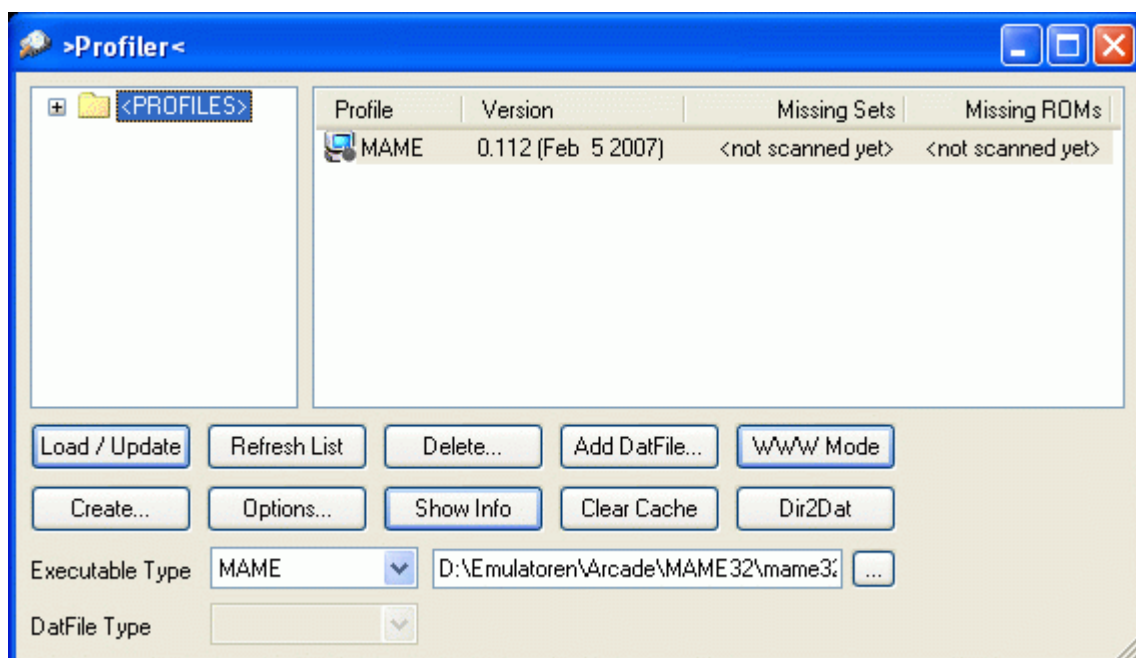 >Profiler<
<PROFILES>
Profile Version Missing Sets Missing ROMs
MAME 0.112 (Feb 5 2007) <not scanned yet> <not scanned yet>
Load / Update Refresh List Delete... Add DatFile... WWW Mode
Create... Options... Show Info Clear Cache Dir2Dat
Executable Type MAME D:\Emulatoren\Arcade\MAME32\mame32 ...
DatFile Type